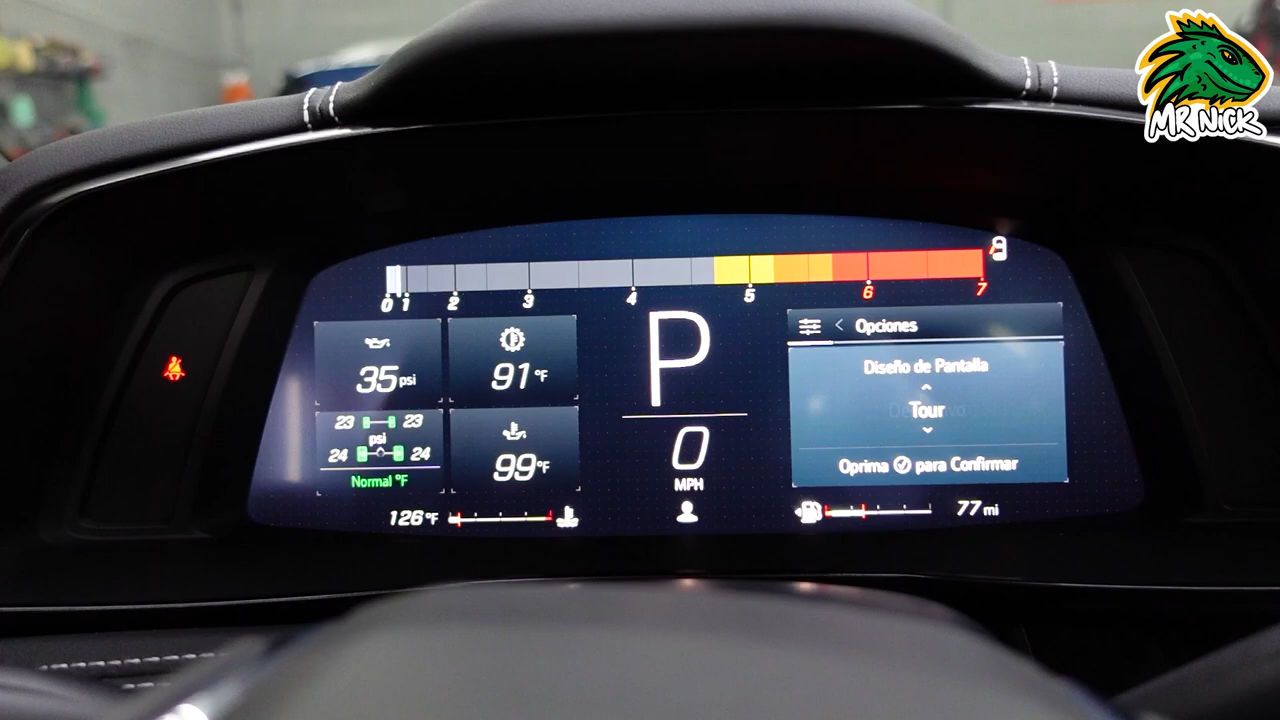 MR NICK
0 1 2 3 4 5 6 7
35 psi
91 °F
23 23
psi
24 24
Normal °F
99 °F
126 °F
P
0
MPH
Opciones
Diseño de Pantalla
Tour
Oprima para Confirmar
77 mi